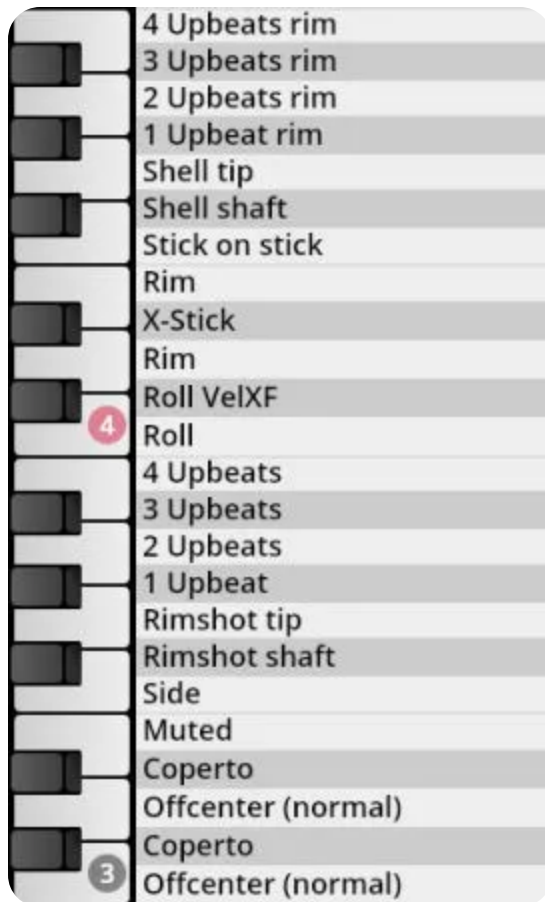 4 Upbeats rim
3 Upbeats rim
2 Upbeats rim
1 Upbeat rim
Shell tip
Shell shaft
Stick on stick
Rim
X-Stick
Rim
Roll VelXF
4
Roll
4 Upbeats
3 Upbeats
2 Upbeats
1 Upbeat
Rimshot tip
Rimshot shaft
Side
Muted
Coperto
Offcenter (normal)
Coperto
3
Offcenter (normal)